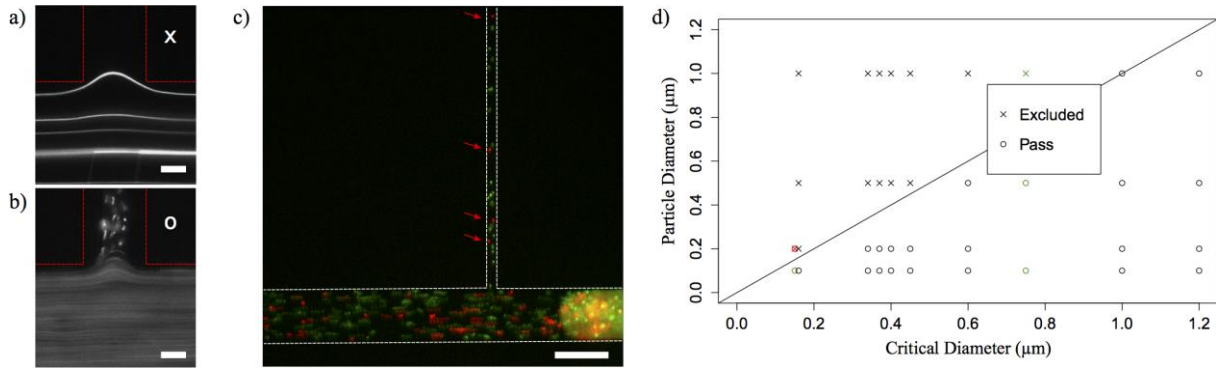 a)
X
b)
O
c)
d)
Particle Diameter (µm)
1.2
1.0
0.8
0.6
0.4
0.2
0.0
Excluded
Pass
0.0 0.2 0.4 0.6 0.8 1.0 1.2
Critical Diameter (µm)